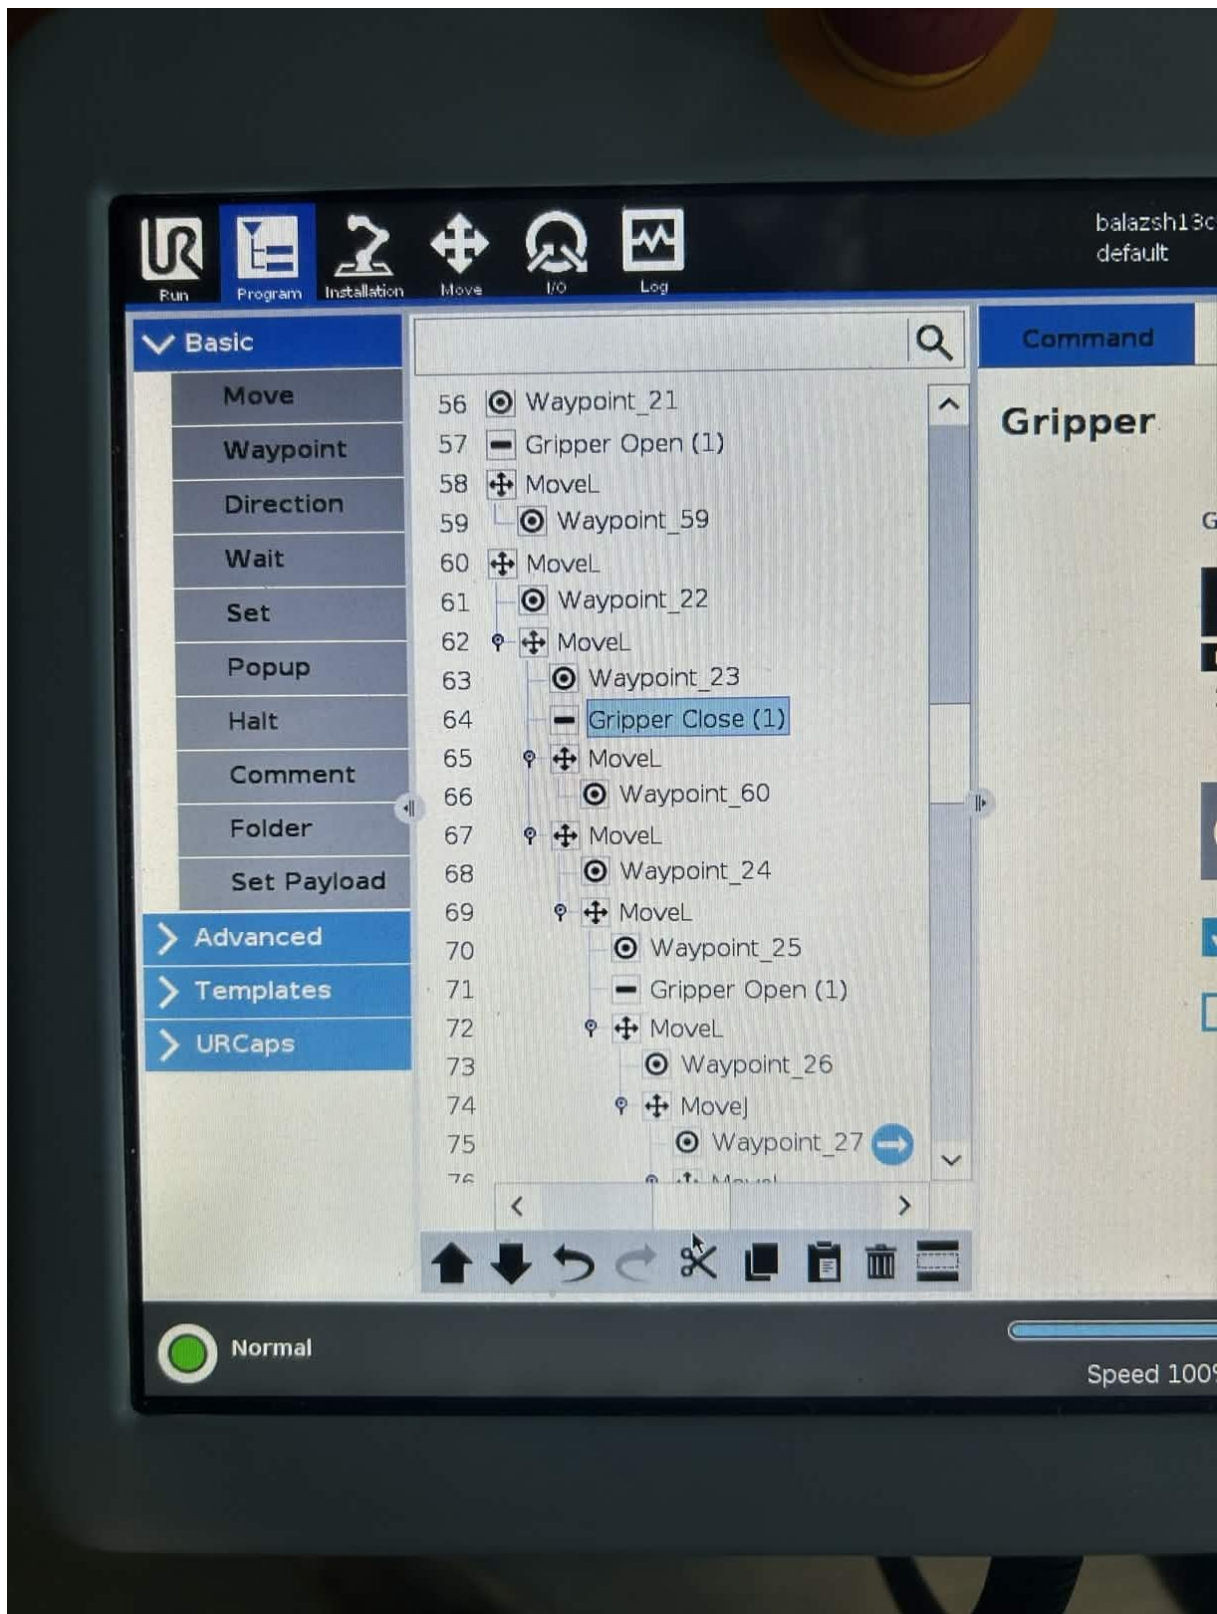 UR
Run
Program
Installation
Move
I/O
Log
balazsh13c
default
Basic
Move
Waypoint
Direction
Wait
Set
Popup
Halt
Comment
Folder
Set Payload
Advanced
Templates
URCaps
56 Waypoint_21
57 Gripper Open (1)
58 MoveL
59 Waypoint_59
60 MoveL
61 Waypoint_22
62 MoveL
63 Waypoint_23
64 Gripper Close (1)
65 MoveL
66 Waypoint_60
67 MoveL
68 Waypoint_24
69 MoveL
70 Waypoint_25
71 Gripper Open (1)
72 MoveL
73 Waypoint_26
74 MoveJ
75 Waypoint_27
76
Command
Gripper
G
Normal
Speed 100%